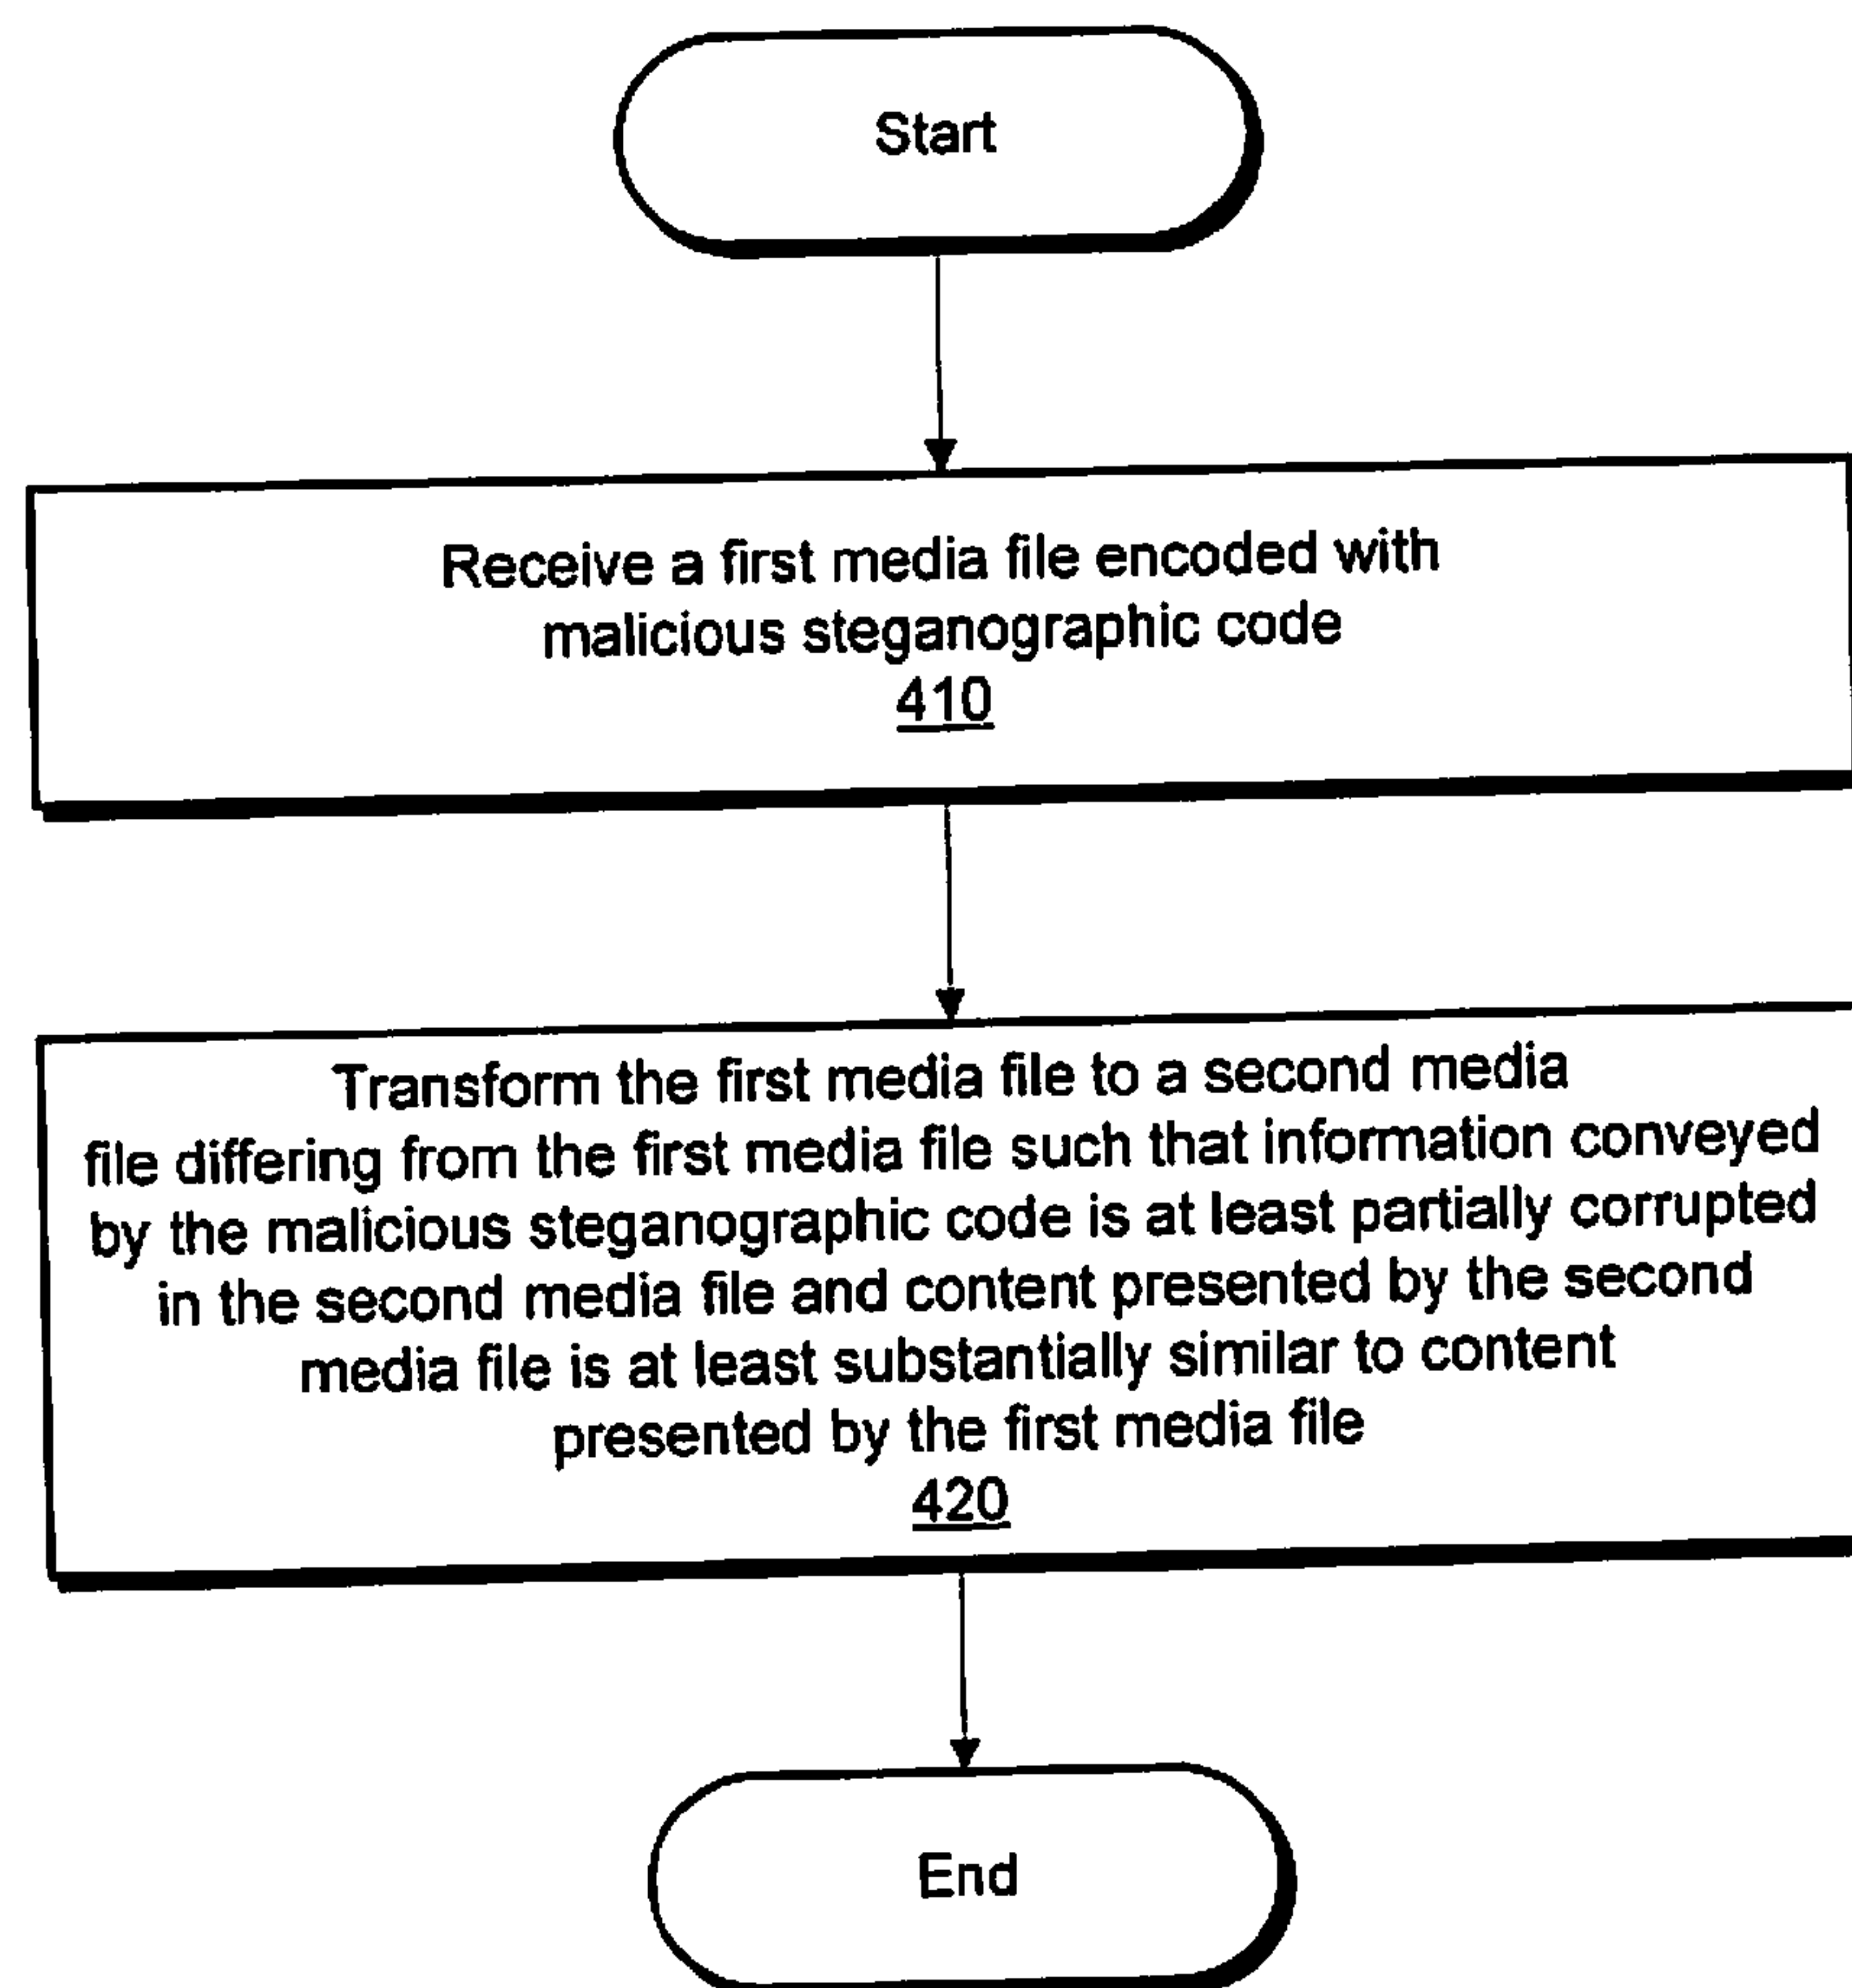 Start
Receive a first media file encoded with
malicious steganographic code
410
Transform the first media file to a second media
file differing from the first media file such that information conveyed
by the malicious steganographic code is at least partially corrupted
in the second media file and content presented by the second
media file is at least substantially similar to content
presented by the first media file
420
End